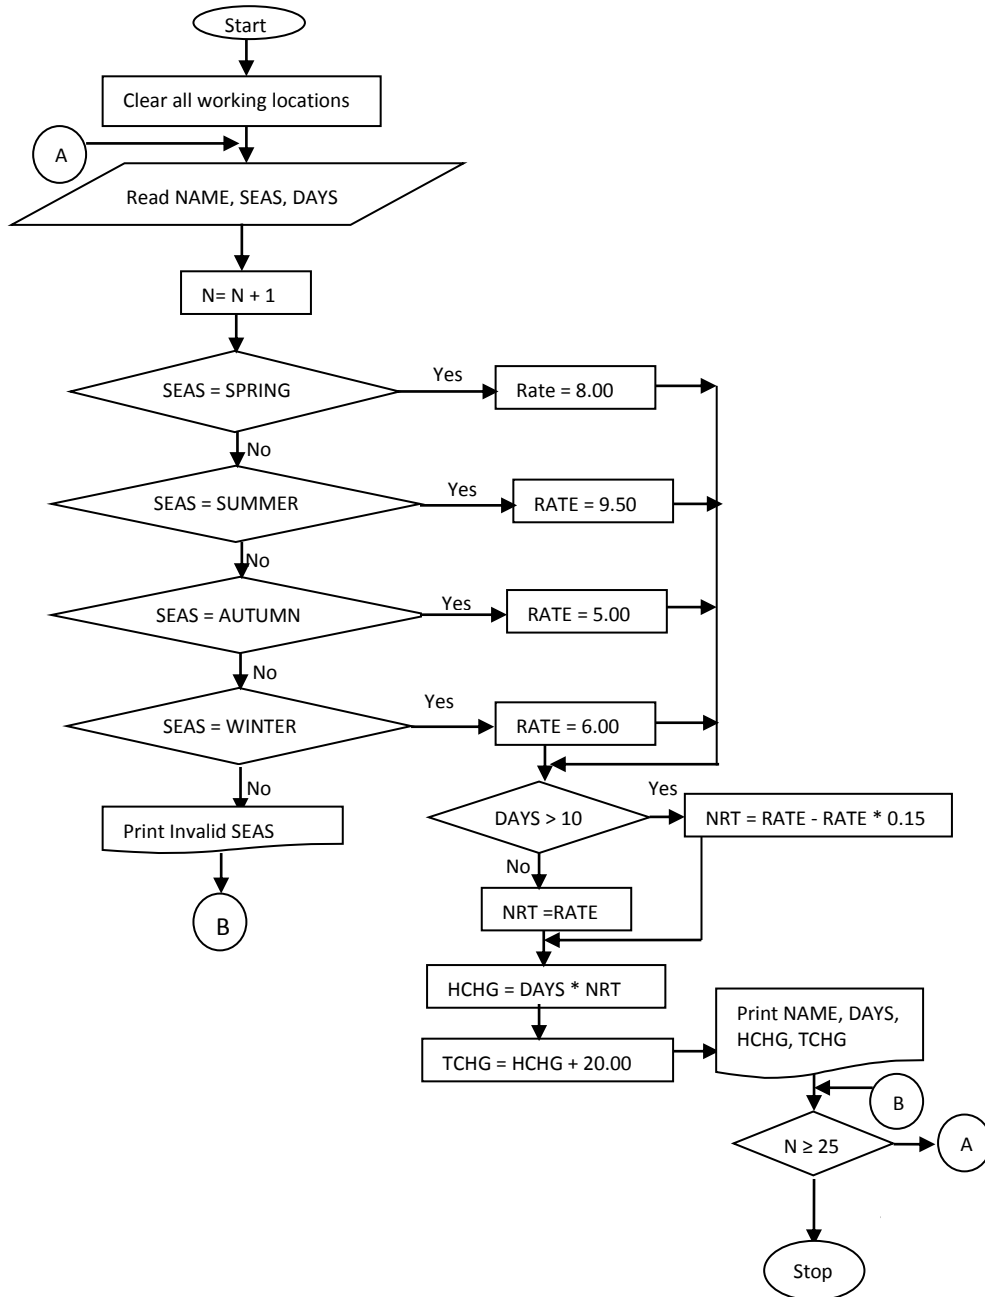 Start
Clear all working locations
A
Read NAME, SEAS, DAYS
N= N + 1
SEAS = SPRING
Yes
Rate = 8.00
No
SEAS = SUMMER
Yes
RATE = 9.50
No
SEAS = AUTUMN
Yes
RATE = 5.00
No
SEAS = WINTER
Yes
RATE = 6.00
No
Print Invalid SEAS
B
DAYS > 10
Yes
NRT = RATE - RATE * 0.15
No
NRT =RATE
HCHG = DAYS * NRT
TCHG = HCHG + 20.00
Print NAME, DAYS,
HCHG, TCHG
B
N ≥ 25
A
Stop